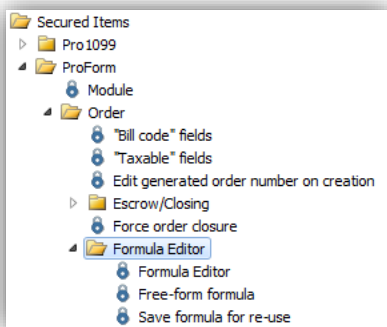 Secured Items
Pro1099
ProForm
Module
Order
"Bill code" fields
"Taxable" fields
Edit generated order number on creation
Escrow/Closing
Force order closure
Formula Editor
Formula Editor
Free-form formula
Save formula for re-use